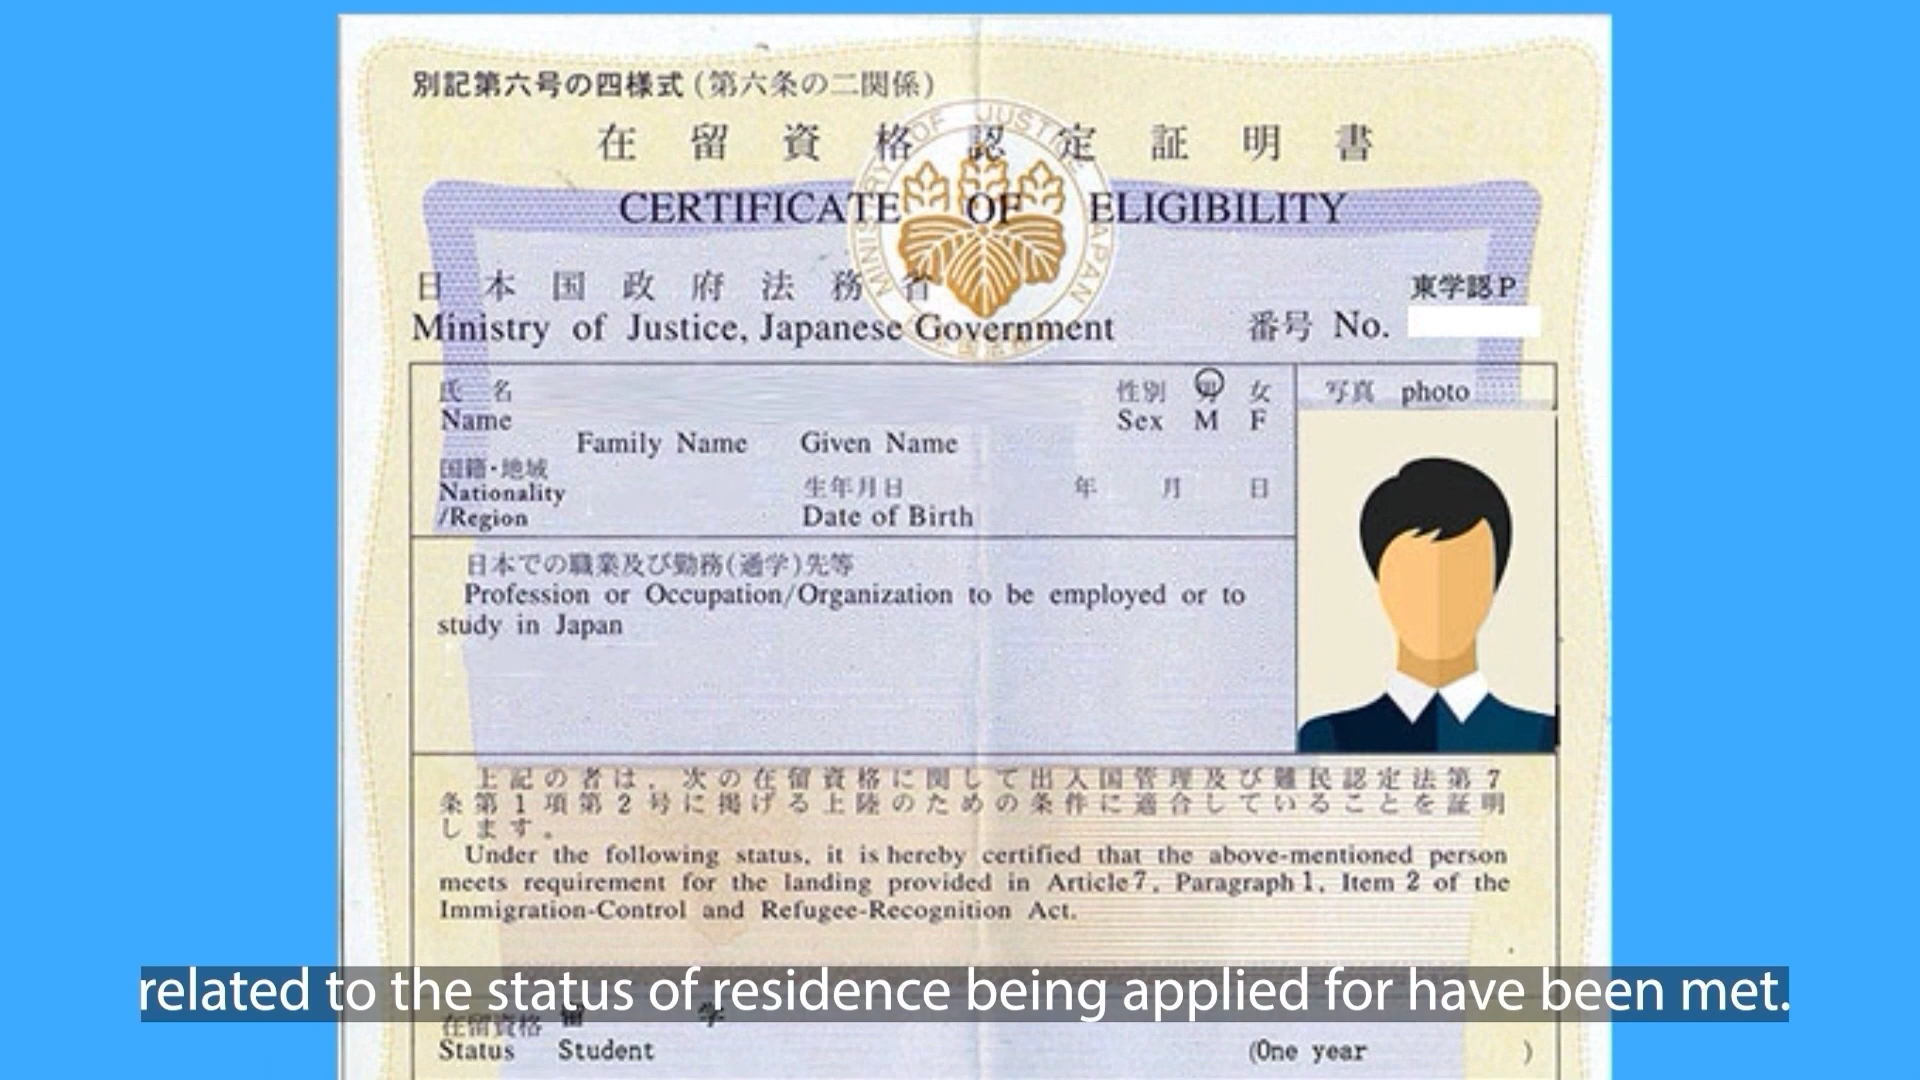 別記第六号の四様式(第六条の二関係)
在留資格認定証明書
CERTIFICATE OF ELIGIBILITY
日本国政府法務省
東学認P
Ministry of Justice, Japanese Government
番号 No.
氏 名
性別 男 女
写真 photo
Name
Sex M F
Family Name Given Name
国籍・地域
Nationality
/Region
生年月日 年 月 日
Date of Birth
日本での職業及び勤務(通学)先等
Profession or Occupation/Organization to be employed or to
study in Japan
上記の者は、次の在留資格に関して出入国管理及び難民認定法第7
条第1項第2号に掲げる上陸のための条件に適合していることを証明
します。
Under the following status, it is hereby certified that the above-mentioned person
meets requirement for the landing provided in Article 7, Paragraph 1, Item 2 of the
Immigration-Control and Refugee-Recognition Act.
related to the status of residence being applied for have been met.
在留資格 留 学
Status Student (One year )
MINISTRY OF JUSTICE JAPAN